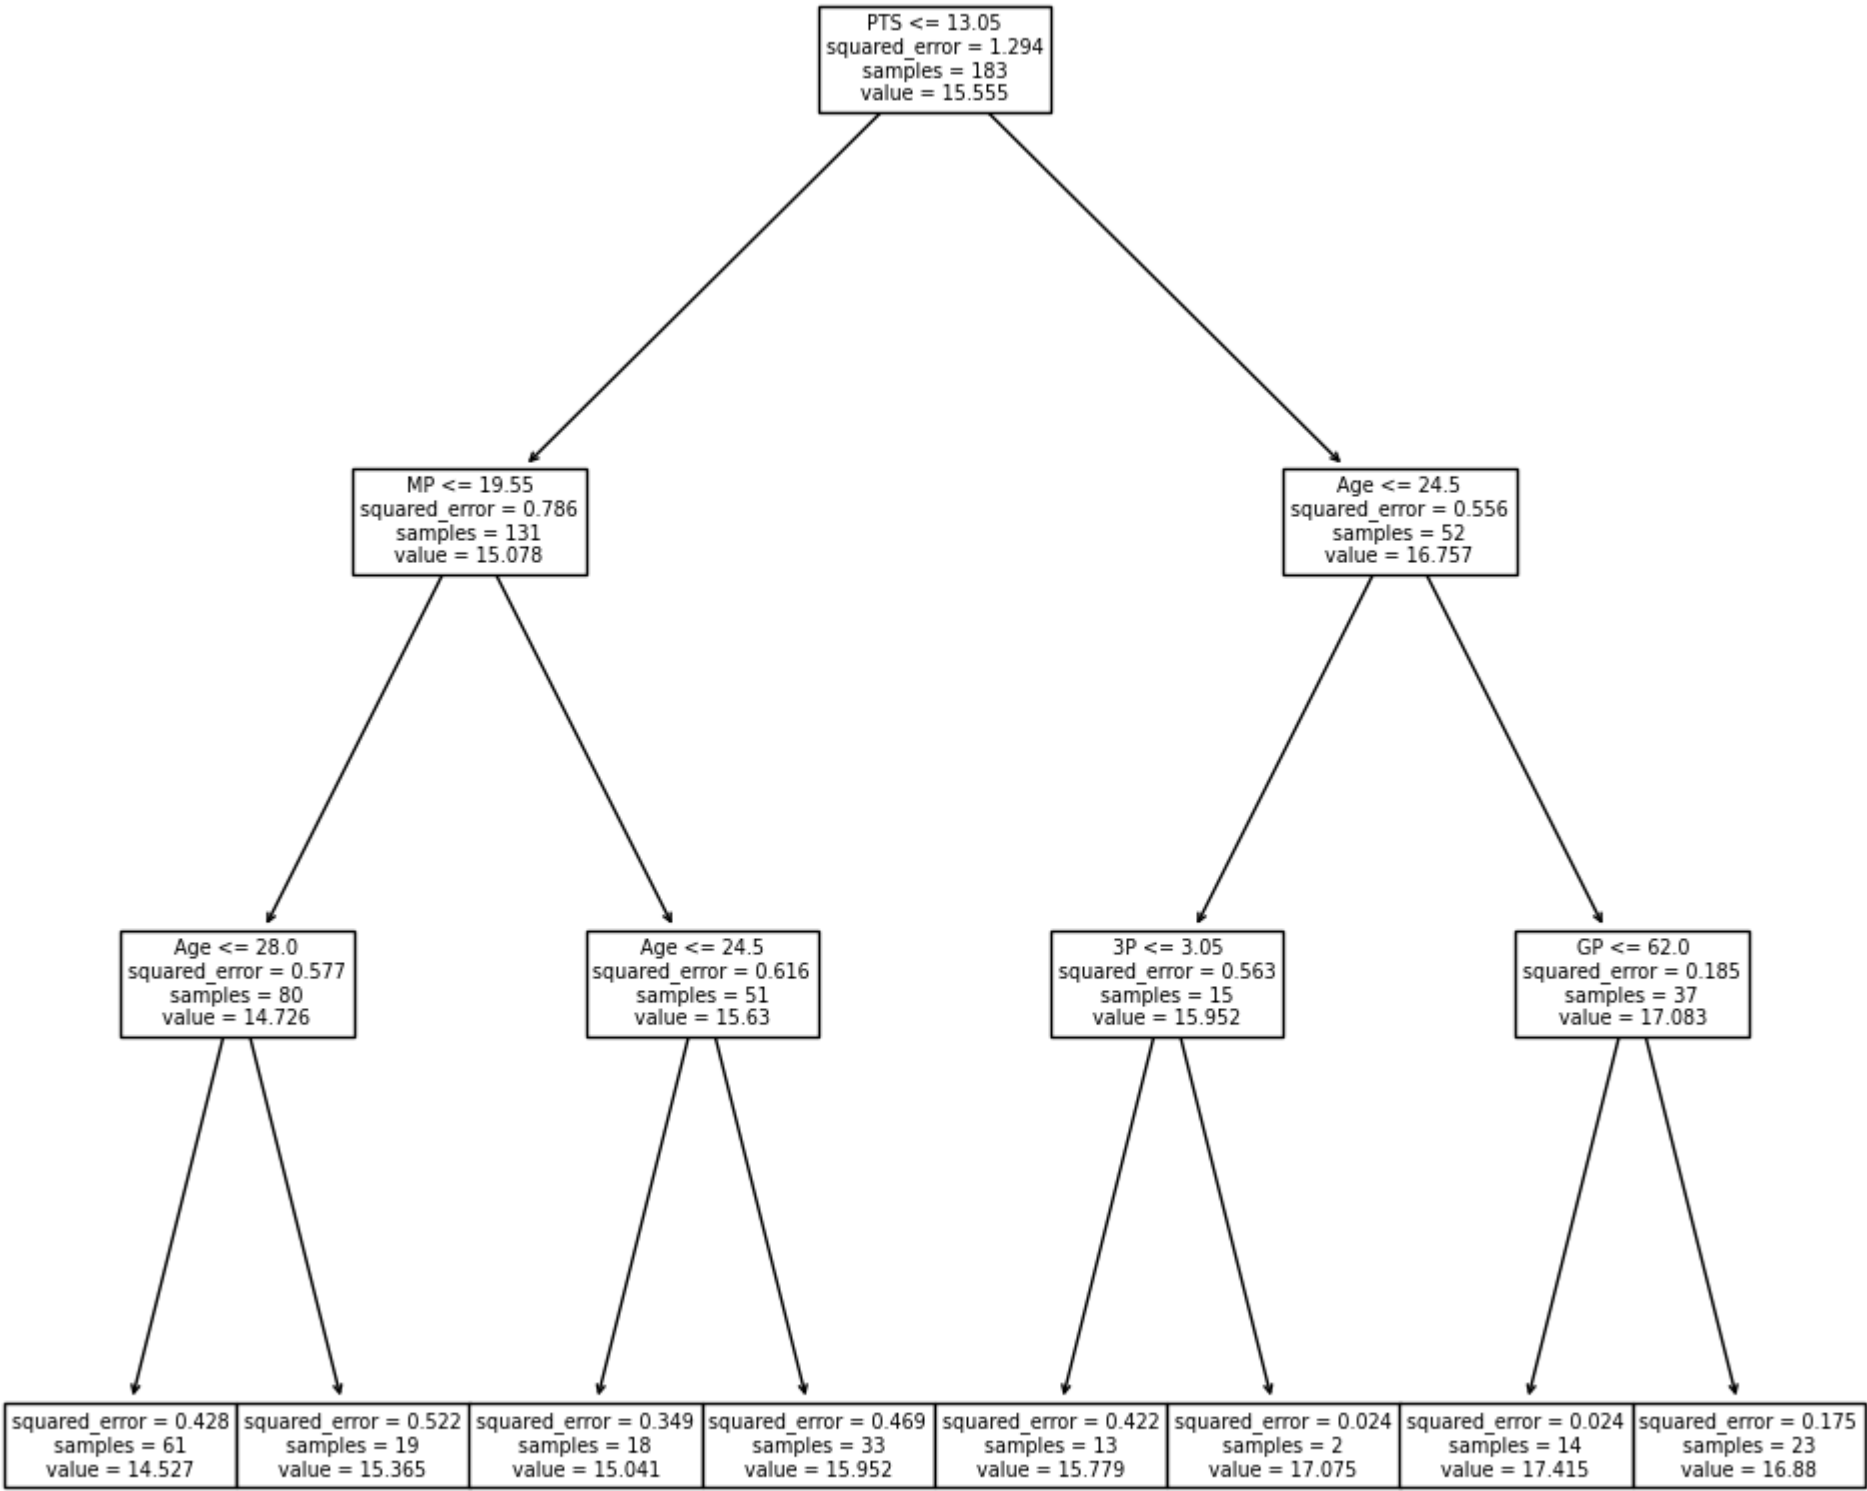 PTS <= 13.05
squared_error = 1.294
samples = 183
value = 15.555
MP <= 19.55
squared_error = 0.786
samples = 131
value = 15.078
Age <= 24.5
squared_error = 0.556
samples = 52
value = 16.757
Age <= 28.0
squared_error = 0.577
samples = 80
value = 14.726
Age <= 24.5
squared_error = 0.616
samples = 51
value = 15.63
3P <= 3.05
squared_error = 0.563
samples = 15
value = 15.952
GP <= 62.0
squared_error = 0.185
samples = 37
value = 17.083
squared_error = 0.428
samples = 61
value = 14.527
squared_error = 0.522
samples = 19
value = 15.365
squared_error = 0.349
samples = 18
value = 15.041
squared_error = 0.469
samples = 33
value = 15.952
squared_error = 0.422
samples = 13
value = 15.779
squared_error = 0.024
samples = 2
value = 17.075
squared_error = 0.024
samples = 14
value = 17.415
squared_error = 0.175
samples = 23
value = 16.88